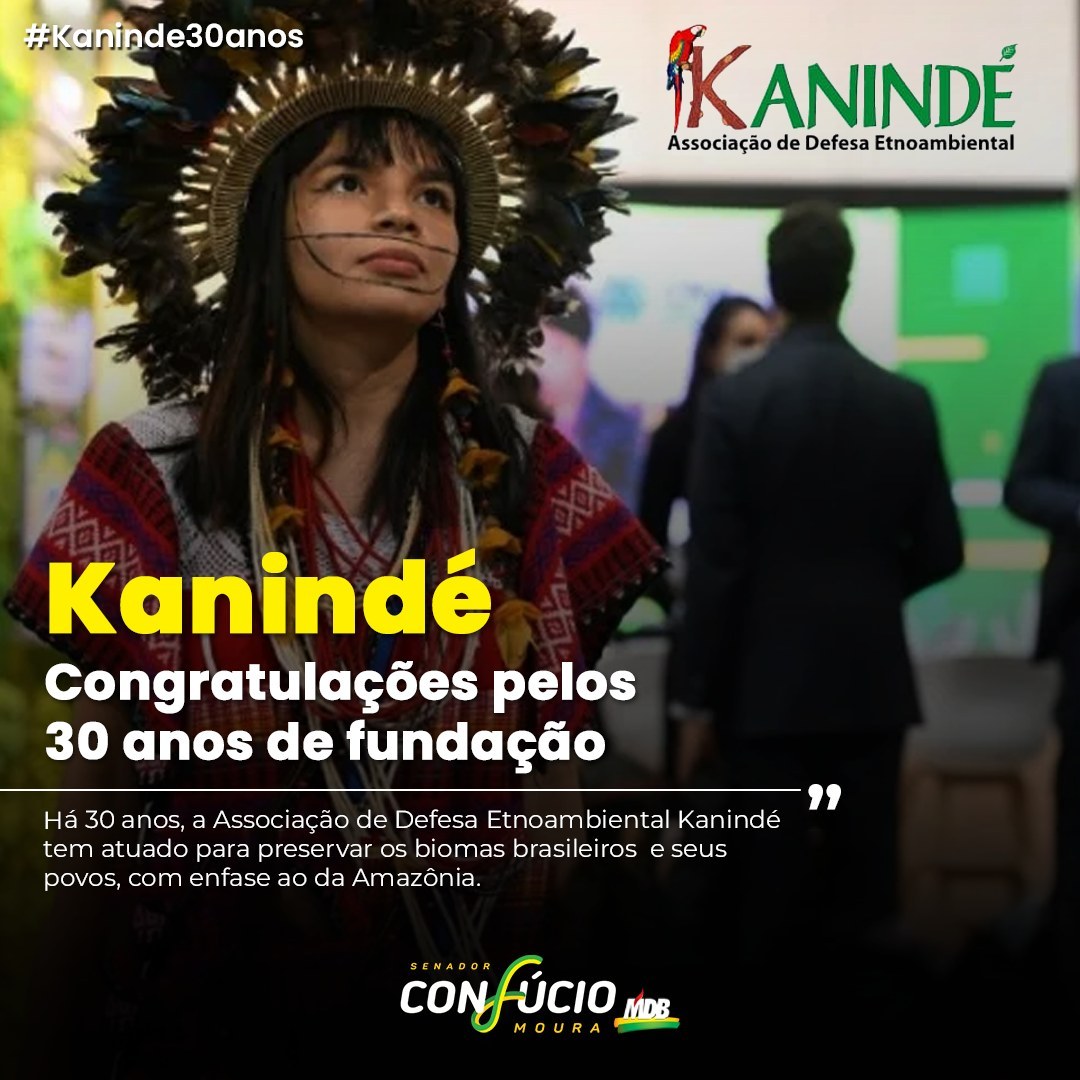 #Kaninde30anos
KANINDÉ
Associação de Defesa Etnoambiental
Kanindé
Congratulações pelos
30 anos de fundação
”
Há 30 anos, a Associação de Defesa Etnoambiental Kanindé
tem atuado para preservar os biomas brasileiros e seus
povos, com enfase ao da Amazônia.
SENADOR
CONFÚCIO
MOURA
MDB